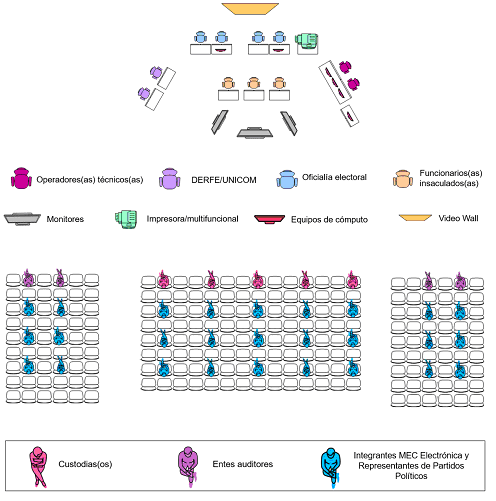 Operadores(as) técnicos(as)
DERFE/UNICOM
Oficialía electoral
Funcionarios(as)
insaculados(as)
Monitores
Impresora/multifuncional
Equipos de cómputo
Video Wall
Custodias(os)
Entes auditores
Integrantes MEC Electrónica y
Representantes de Partidos
Políticos